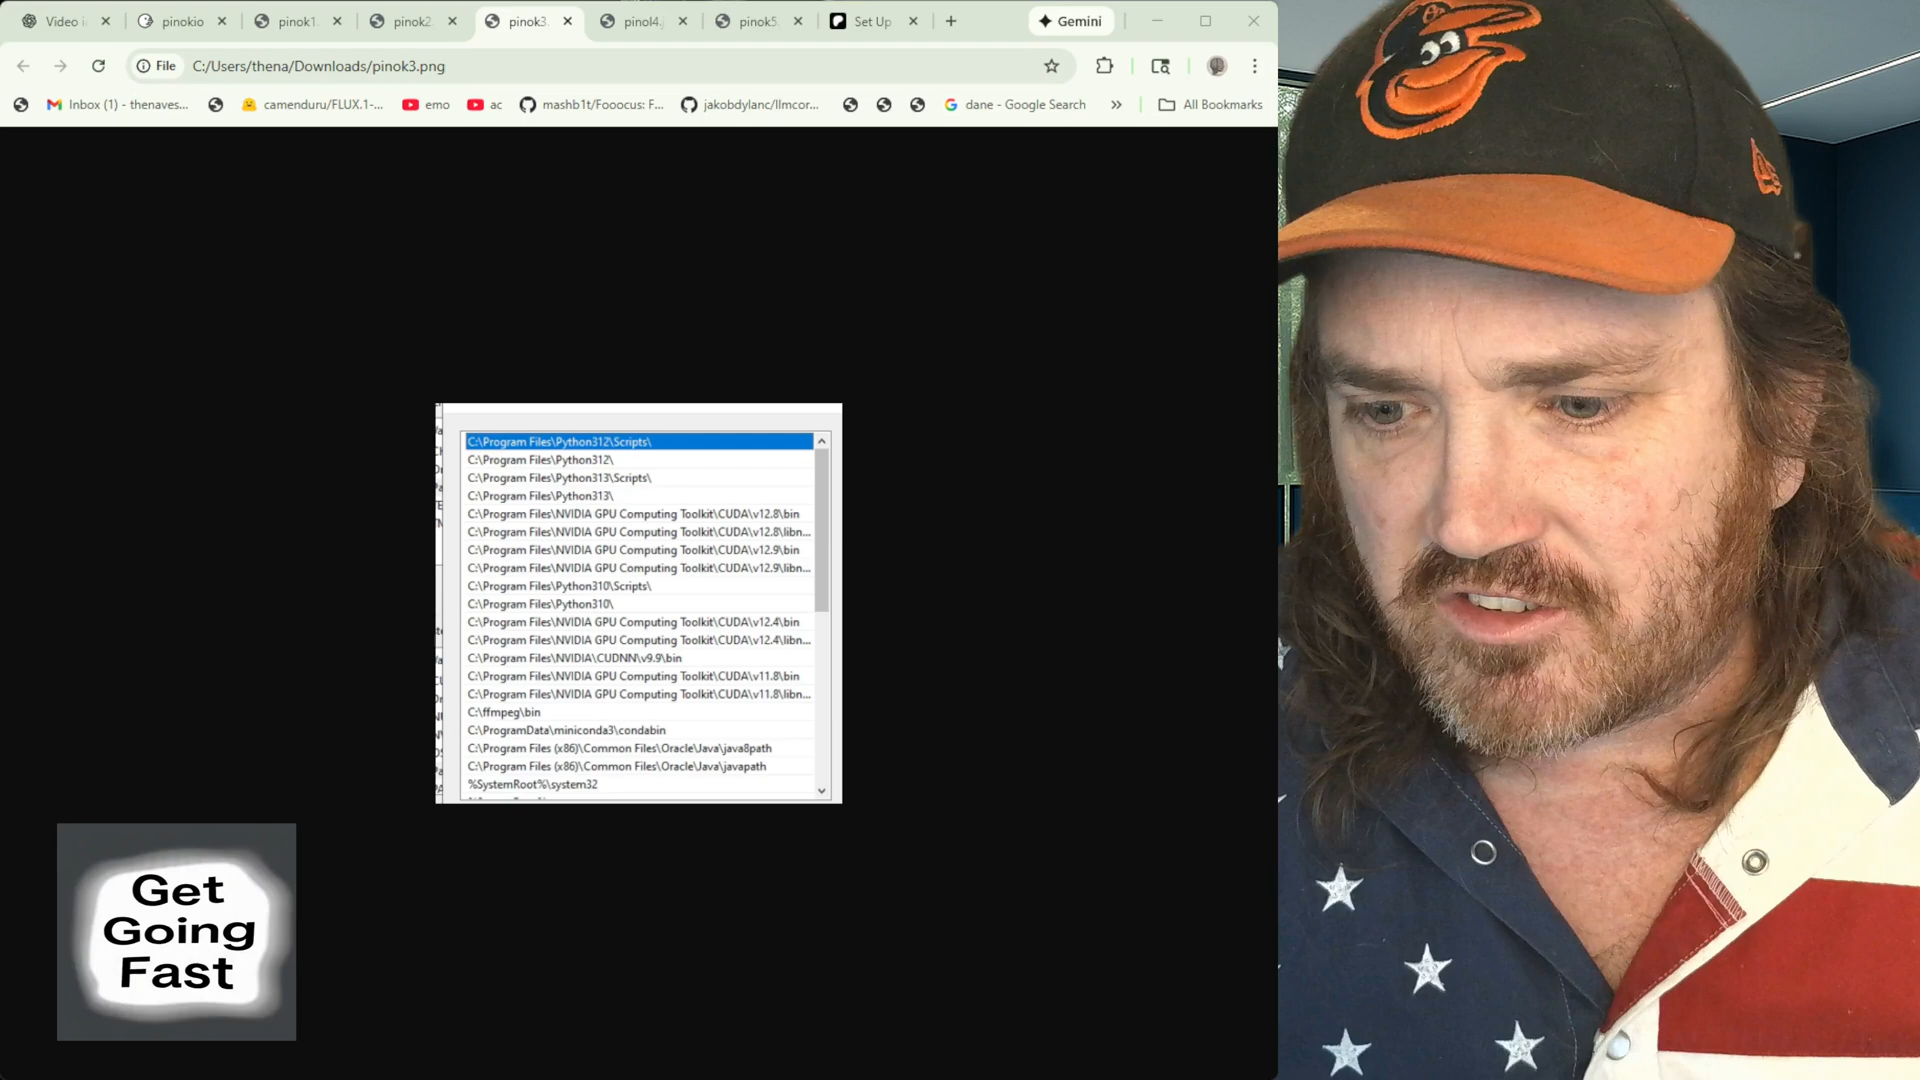 Video i
pinokio
pinok1.
pinok2.
pinok3.
pinol4.j
pinok5.
Set Up
Gemini
File
C:/Users/thena/Downloads/pinok3.png
Inbox (1) - thenaves...
camenduru/FLUX.1-...
emo
ac
mashb1t/Fooocus: F...
jakobdylanc/llmcor...
dane - Google Search
All Bookmarks
C:\Program Files\Python312\Scripts\
C:\Program Files\Python312\
C:\Program Files\Python313\Scripts\
C:\Program Files\Python313\
C:\Program Files\NVIDIA GPU Computing Toolkit\CUDA\v12.8\bin
C:\Program Files\NVIDIA GPU Computing Toolkit\CUDA\v12.8\libn...
C:\Program Files\NVIDIA GPU Computing Toolkit\CUDA\v12.9\bin
C:\Program Files\NVIDIA GPU Computing Toolkit\CUDA\v12.9\libn...
C:\Program Files\Python310\Scripts\
C:\Program Files\Python310\
C:\Program Files\NVIDIA GPU Computing Toolkit\CUDA\v12.4\bin
C:\Program Files\NVIDIA GPU Computing Toolkit\CUDA\v12.4\libn...
C:\Program Files\NVIDIA\CUDNN\v9.9\bin
C:\Program Files\NVIDIA GPU Computing Toolkit\CUDA\v11.8\bin
C:\Program Files\NVIDIA GPU Computing Toolkit\CUDA\v11.8\libn...
C:\ffmpeg\bin
C:\ProgramData\miniconda3\condabin
C:\Program Files (x86)\Common Files\Oracle\Java\java8path
C:\Program Files (x86)\Common Files\Oracle\Java\javapath
%SystemRoot%\system32
Get
Going
Fast